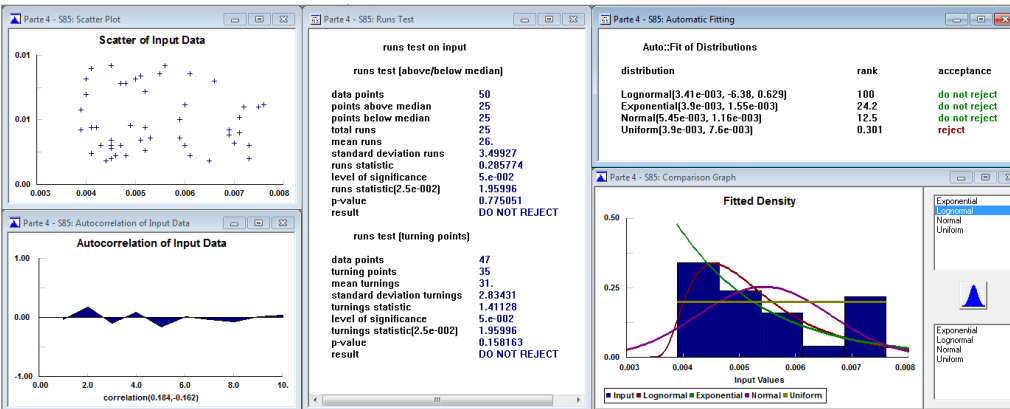 Parte 4 - S85: Scatter Plot
Scatter of Input Data
0.01
0.01
0.00
0.003 0.004 0.005 0.006 0.007 0.008
Parte 4 - S85: Autocorrelation of Input Data
Autocorrelation of Input Data
1.00
0.00
-1.00
0.00 2.0 4.0 6.0 8.0 10.
correlation(0.184,-0.162)
Parte 4 - S85: Runs Test
runs test on input
runs test (above/below median)
data points 50
points above median 25
points below median 25
total runs 25
mean runs 26.
standard deviation runs 3.49927
runs statistic 0.285774
level of significance 5.e-002
runs statistic[2.5e-002] 1.95996
p-value 0.775051
result DO NOT REJECT
runs test (turning points)
data points 47
turning points 35
mean turnings 31.
standard deviation turnings 2.83431
turnings statistic 1.41128
level of significance 5.e-002
turnings statistic[2.5e-002] 1.95996
p-value 0.158163
result DO NOT REJECT
Parte 4 - S85: Automatic Fitting
Auto::Fit of Distributions
distribution rank acceptance
Lognormal(3.41e-003, -6.38, 0.629) 100 do not reject
Exponential(3.9e-003, 1.55e-003) 24.2 do not reject
Normal(5.45e-003, 1.16e-003) 12.5 do not reject
Uniform(3.9e-003, 7.6e-003) 0.301 reject
Parte 4 - S85: Comparison Graph
Fitted Density
0.50
0.25
0.00
0.003 0.004 0.005 0.006 0.007 0.008
Input Values
Input Lognormal Exponential Normal Uniform
Exponential
Lognormal
Normal
Uniform
Exponential
Lognormal
Normal
Uniform